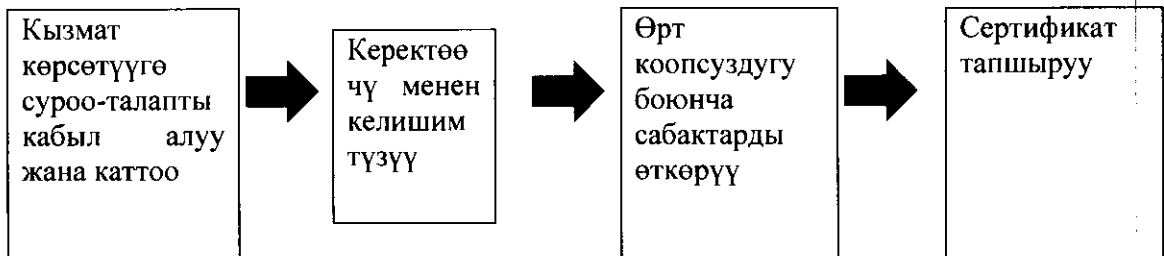 Кызмат
көрсөтүүгө
суроо-талапты
кабыл алуу
жана каттоо
Керектөө
чү менен
келишим
түзүү
Өрт
коопсуздугу
боюнча
сабактарды
өткөрүү
Сертификат
тапшыруу